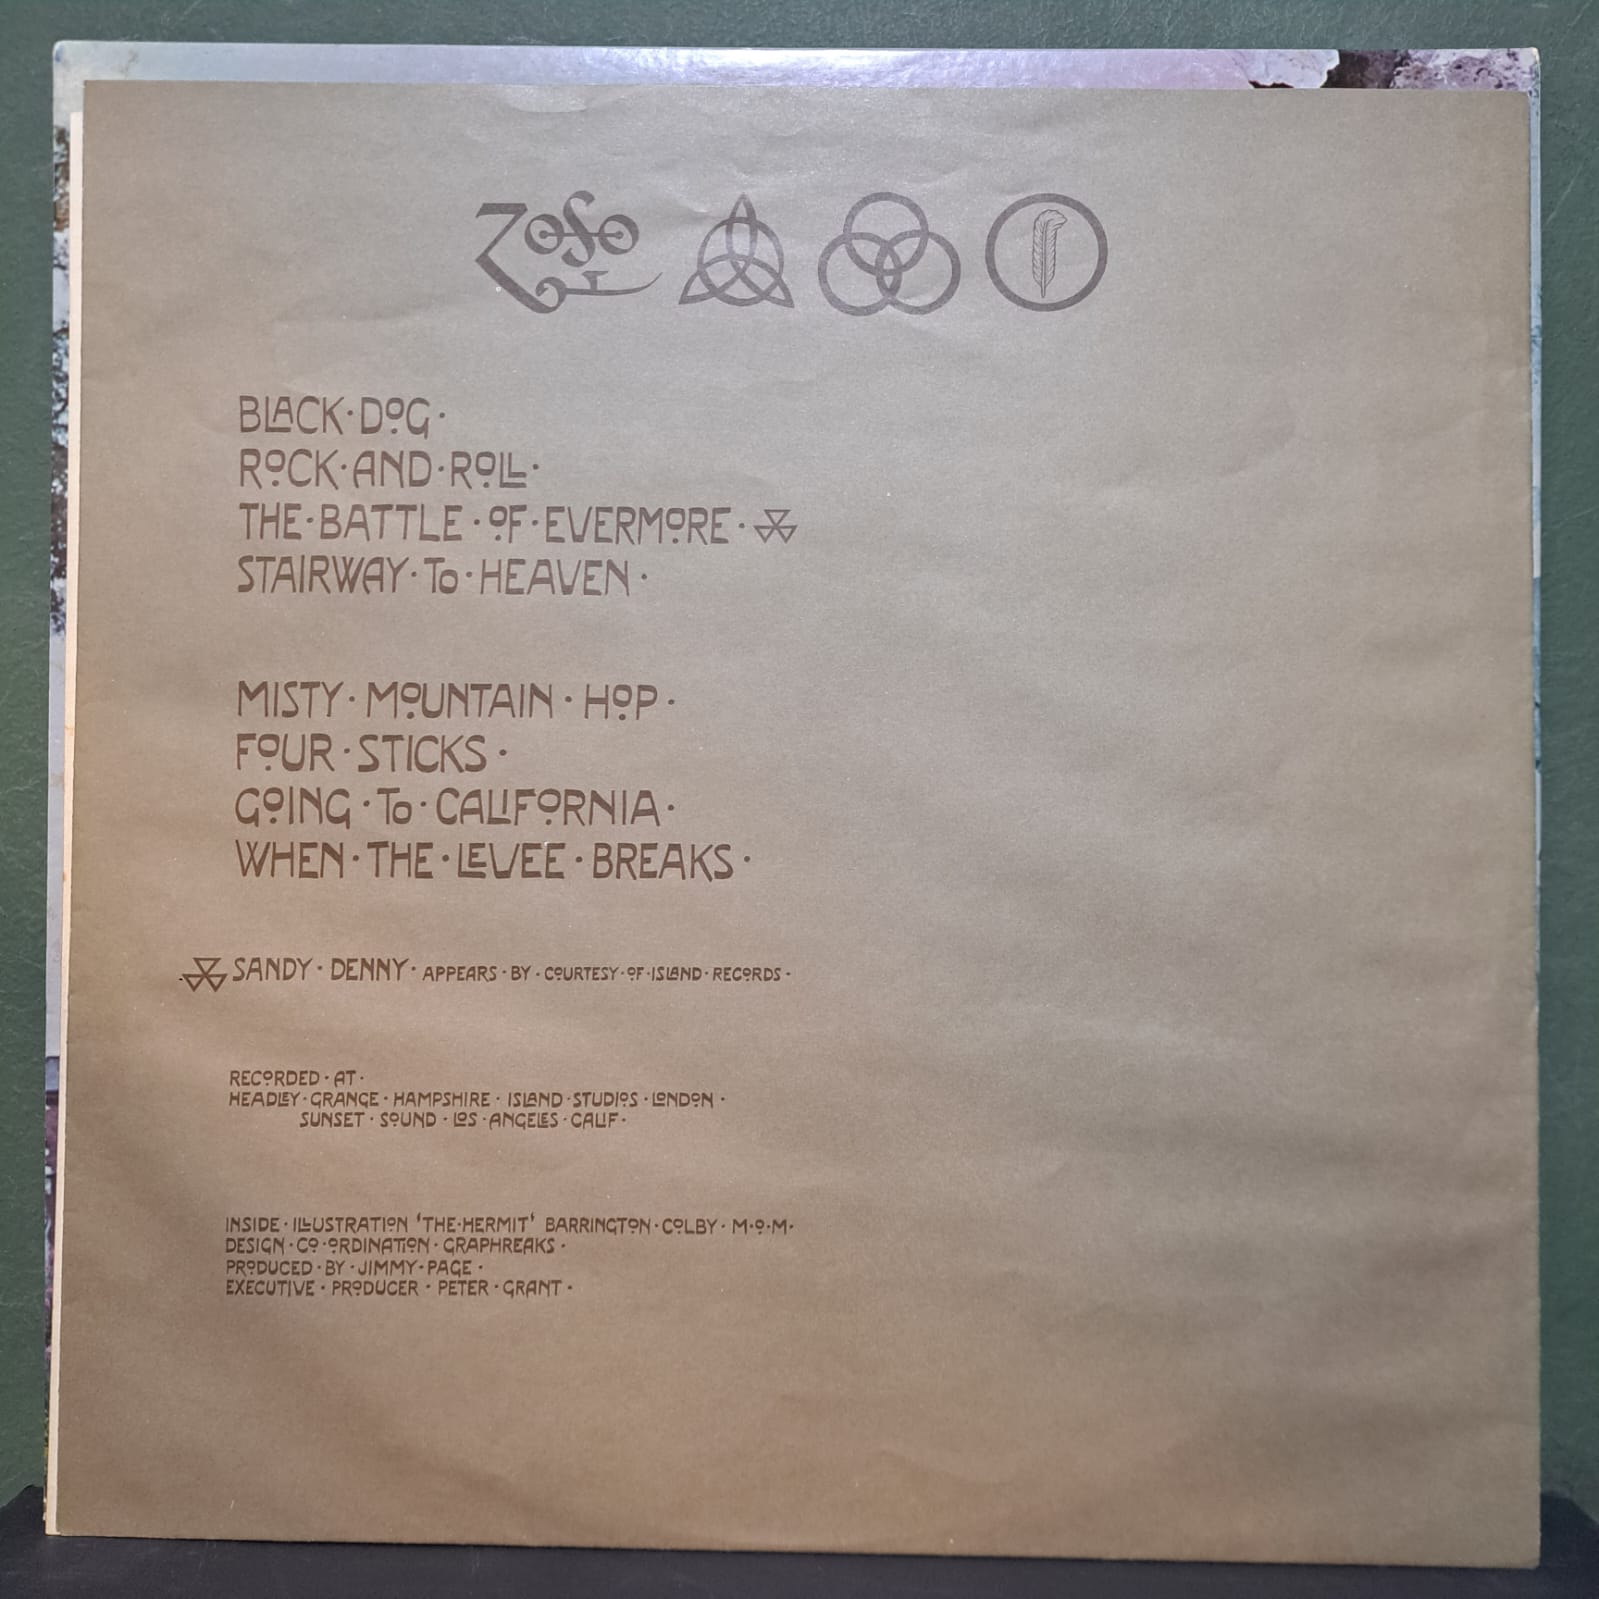 ZOSO
BLACK·DOG·
ROCK·AND·ROLL·
THE·BATTLE·OF·EVERMORE·
STAIRWAY·TO·HEAVEN·
MISTY·MOUNTAIN·HOP·
FOUR·STICKS·
GOING·TO·CALIFORNIA·
WHEN·THE·LEVEE·BREAKS·
SANDY·DENNY·APPEARS·BY·COURTESY·OF·ISLAND·RECORDS·
RECORDED·AT·
HEADLEY·GRANGE·HAMPSHIRE·ISLAND·STUDIOS·LONDON·
SUNSET·SOUND·LOS·ANGELES·CALIF·
INSIDE·ILLUSTRATION 'THE·HERMIT' BARRINGTON·COLBY·M·O·M·
DESIGN·CO·ORDINATION·GRAPHREAKS·
PRODUCED·BY·JIMMY·PAGE·
EXECUTIVE·PRODUCER·PETER·GRANT·